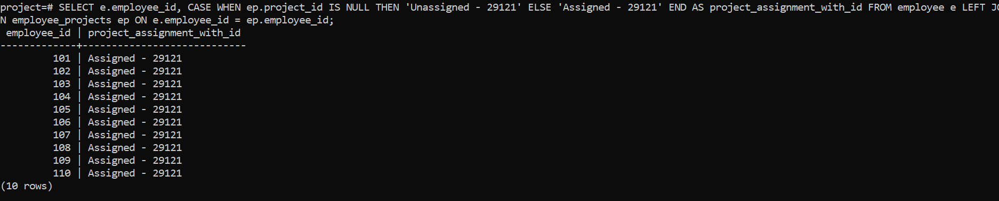 project=# SELECT e.employee_id, CASE WHEN ep.project_id IS NULL THEN 'Unassigned - 29121' ELSE 'Assigned - 29121' END AS project_assignment_with_id FROM employee e LEFT JO
N employee_projects ep ON e.employee_id = ep.employee_id;
 employee_id | project_assignment_with_id
-------------+----------------------------
         101 | Assigned - 29121
         102 | Assigned - 29121
         103 | Assigned - 29121
         104 | Assigned - 29121
         105 | Assigned - 29121
         106 | Assigned - 29121
         107 | Assigned - 29121
         108 | Assigned - 29121
         109 | Assigned - 29121
         110 | Assigned - 29121
(10 rows)